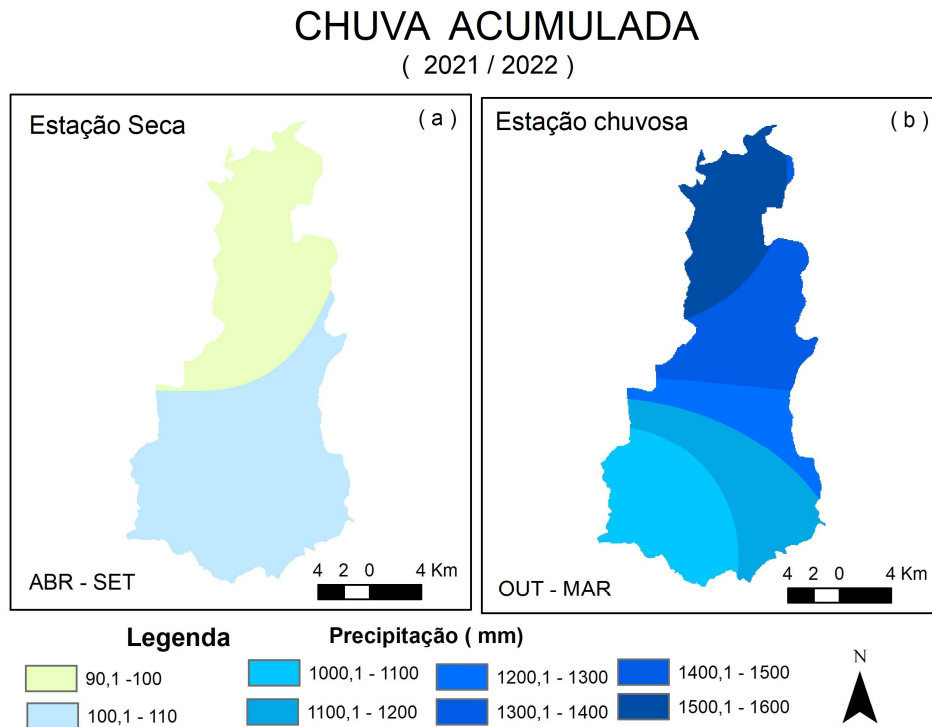 CHUVA ACUMULADA
( 2021 / 2022 )
Estação Seca
( a )
ABR - SET
4 2 0 4 Km
Estação chuvosa
( b )
OUT - MAR
4 2 0 4 Km
Legenda
Precipitação ( mm)
90,1 -100
100,1 - 110
1000,1 - 1100
1100,1 - 1200
1200,1 - 1300
1300,1 - 1400
1400,1 - 1500
1500,1 - 1600
N